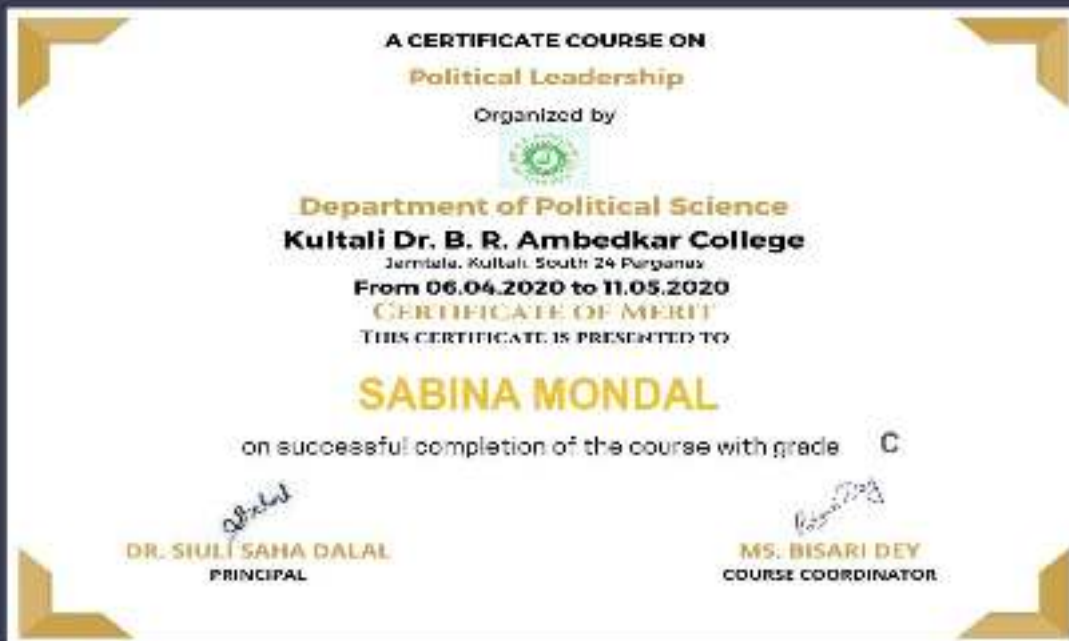 A CERTIFICATE COURSE ON
Political Leadership
Organized by
Department of Political Science
Kultali Dr. B. R. Ambedkar College
Jamtala, Kultali, South 24 Parganas
From 06.04.2020 to 11.05.2020
CERTIFICATE OF MERIT
THIS CERTIFICATE IS PRESENTED TO
SABINA MONDAL
on successful completion of the course with grade C
DR. SIULI SAHA DALAL
PRINCIPAL
MS. BISARI DEY
COURSE COORDINATOR